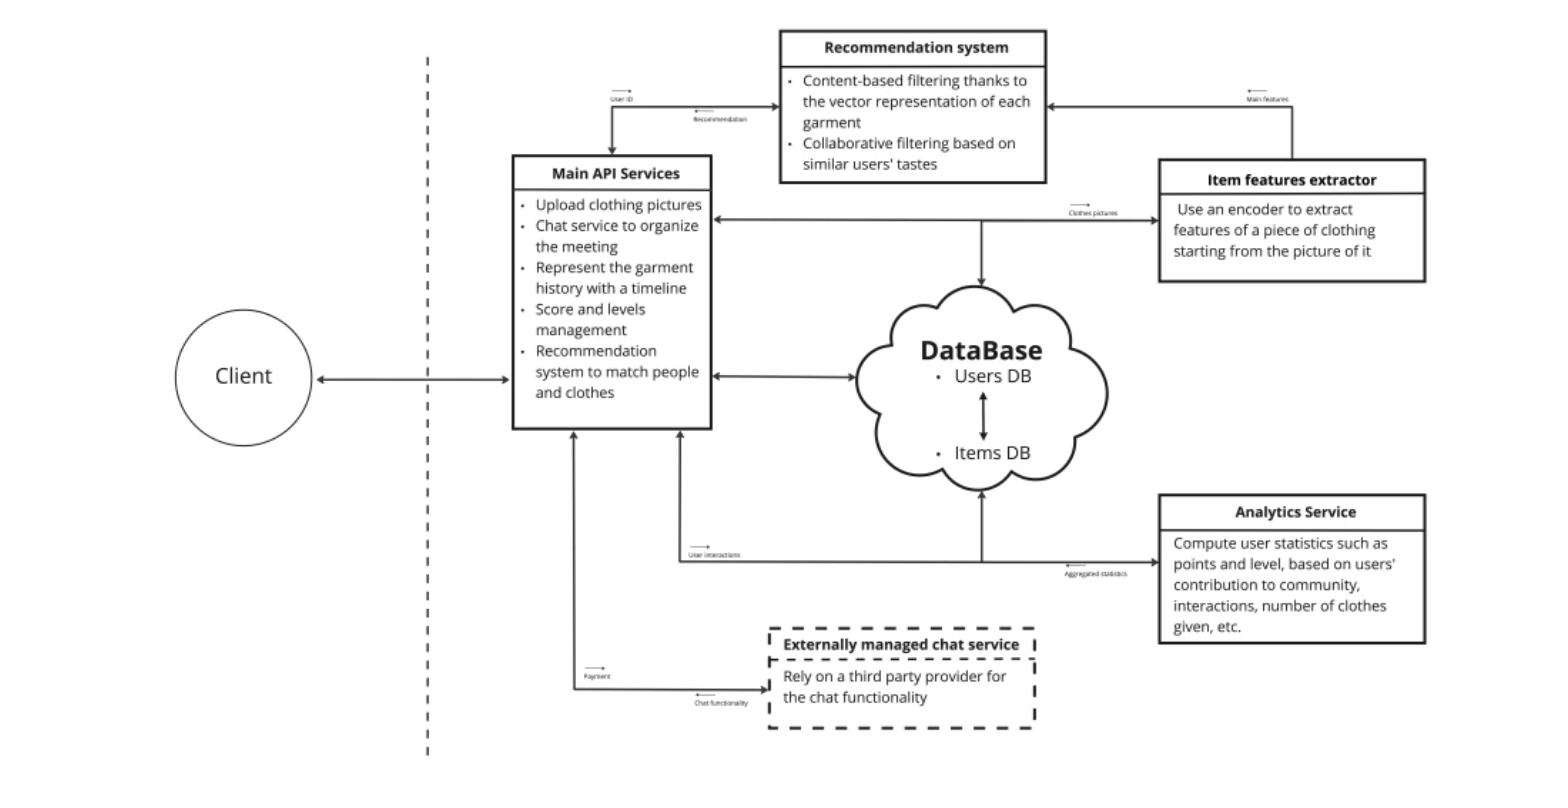 Recommendation system
• Content-based filtering thanks to
the vector representation of each
garment
• Collaborative filtering based on
similar users' tastes
User ID
Recommendation
Main features
Main API Services
• Upload clothing pictures
• Chat service to organize
the meeting
• Represent the garment
history with a timeline
• Score and levels
management
• Recommendation
system to match people
and clothes
Item features extractor
Use an encoder to extract
features of a piece of clothing
starting from the picture of it
Clothes pictures
Client
DataBase
• Users DB
• Items DB
Analytics Service
Compute user statistics such as
points and level, based on users'
contribution to community,
interactions, number of clothes
given, etc.
User interactions
Aggregated statistics
Externally managed chat service
Rely on a third party provider for
the chat functionality
Payment
Chat functionality